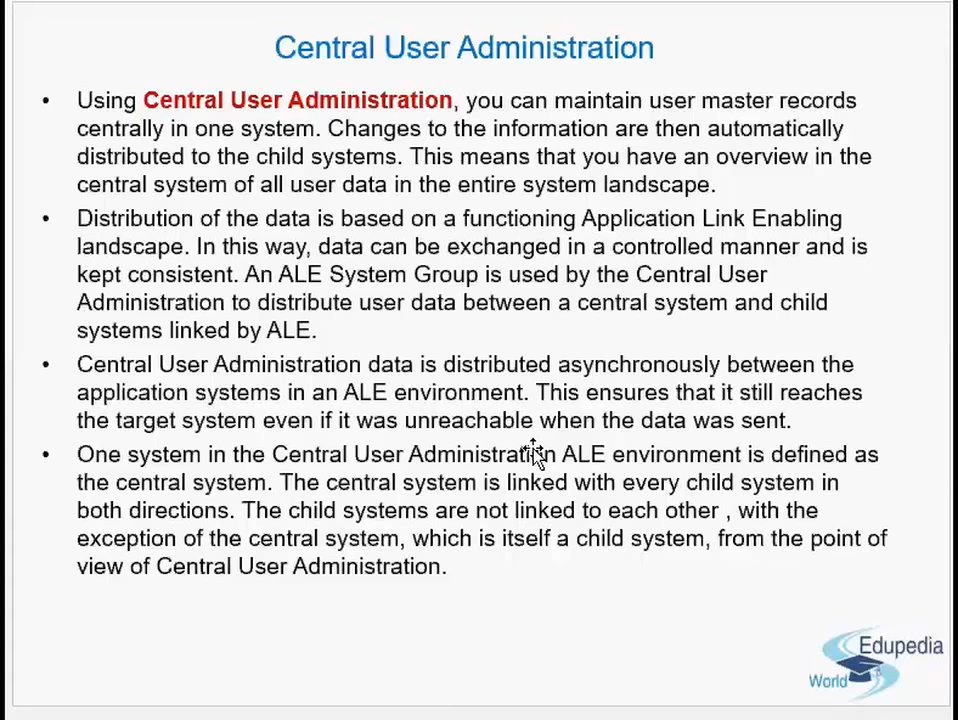 Central User Administration
• Using Central User Administration, you can maintain user master records
centrally in one system. Changes to the information are then automatically
distributed to the child systems. This means that you have an overview in the
central system of all user data in the entire system landscape.
• Distribution of the data is based on a functioning Application Link Enabling
landscape. In this way, data can be exchanged in a controlled manner and is
kept consistent. An ALE System Group is used by the Central User
Administration to distribute user data between a central system and child
systems linked by ALE.
• Central User Administration data is distributed asynchronously between the
application systems in an ALE environment. This ensures that it still reaches
the target system even if it was unreachable when the data was sent.
• One system in the Central User Administration ALE environment is defined as
the central system. The central system is linked with every child system in
both directions. The child systems are not linked to each other , with the
exception of the central system, which is itself a child system, from the point of
view of Central User Administration.
Edupedia
World